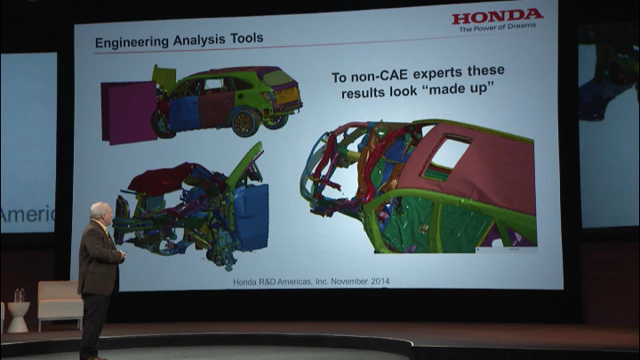 HONDA
The Power of Dreams
Engineering Analysis Tools
To non-CAE experts these
results look “made up”
Americ
Honda R&D Americas, Inc. November 2014